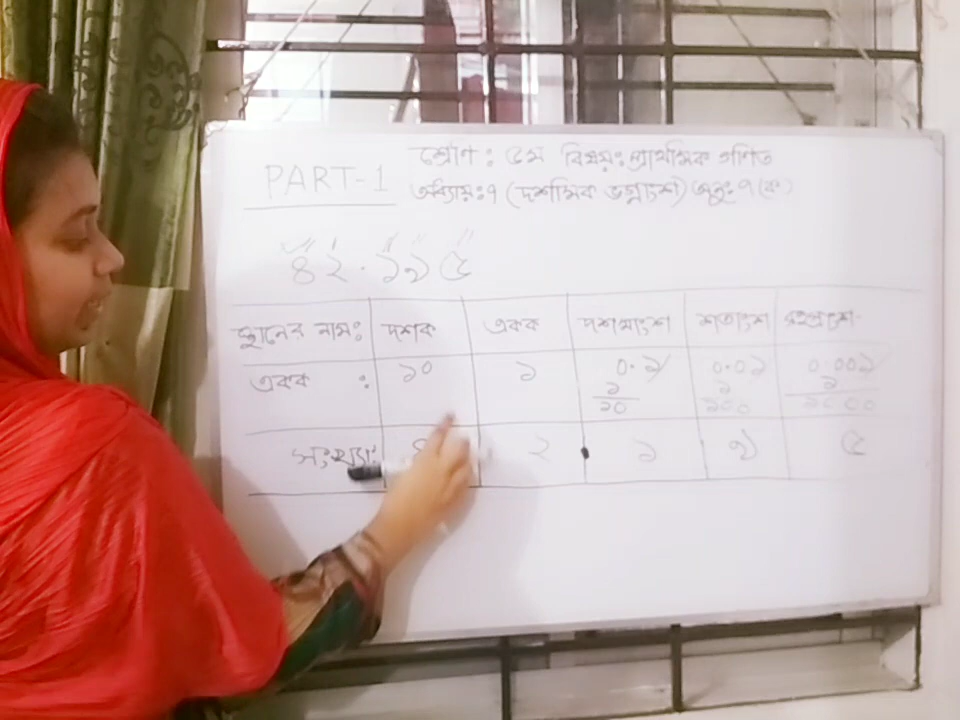 PART-1
শ্রেণি : ৫ম বিষয়ঃ প্রাথমিক গণিত
অধ্যায়ঃ ৭ (দশমিক ভগ্নাংশ) অনুঃ ৭ (ক)
৪২.১৯৫
স্থানের নামঃ দশক একক দশমাংশ শতাংশ সহস্রাংশ
একক : ১০ ১ ০.১ ০.০১ ০.০০১
১/১০ ১/১০০ ১/১০০০
সংখ্যাঃ ৪ ২ . ১ ৯ ৫